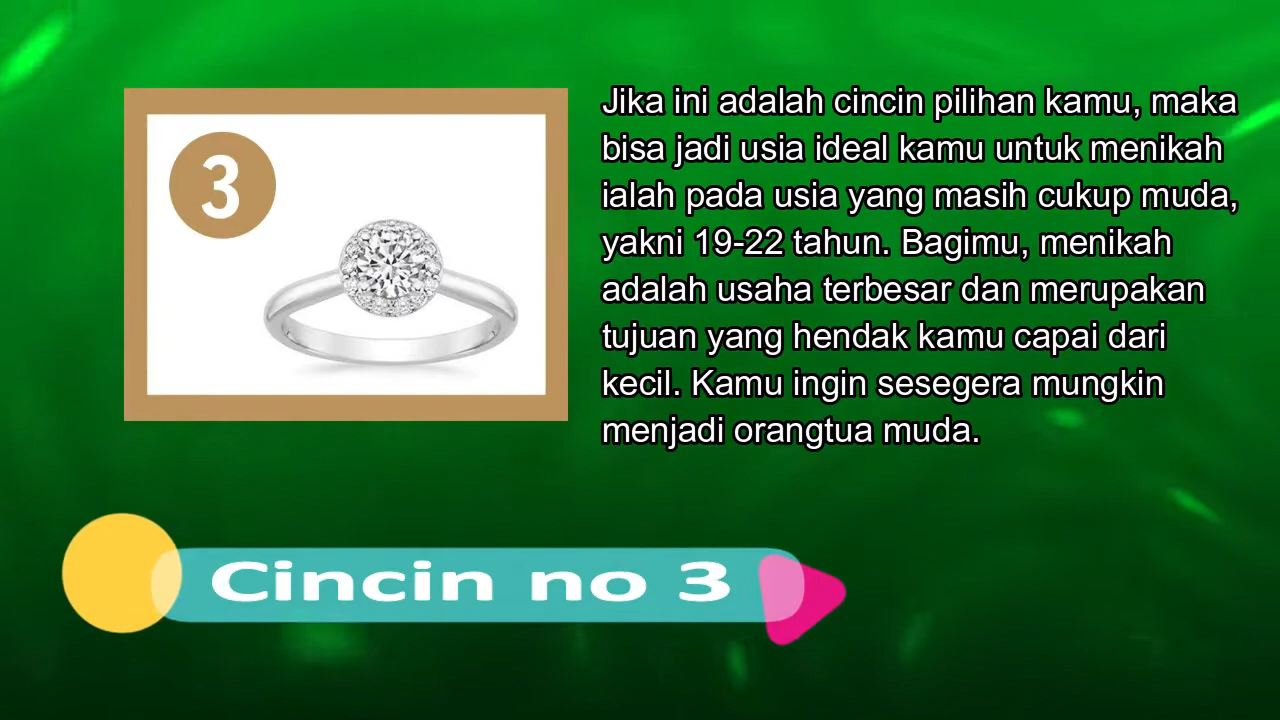 3
Jika ini adalah cincin pilihan kamu, maka
bisa jadi usia ideal kamu untuk menikah
ialah pada usia yang masih cukup muda,
yakni 19-22 tahun. Bagimu, menikah
adalah usaha terbesar dan merupakan
tujuan yang hendak kamu capai dari
kecil. Kamu ingin sesegera mungkin
menjadi orangtua muda.
Cincin no 3